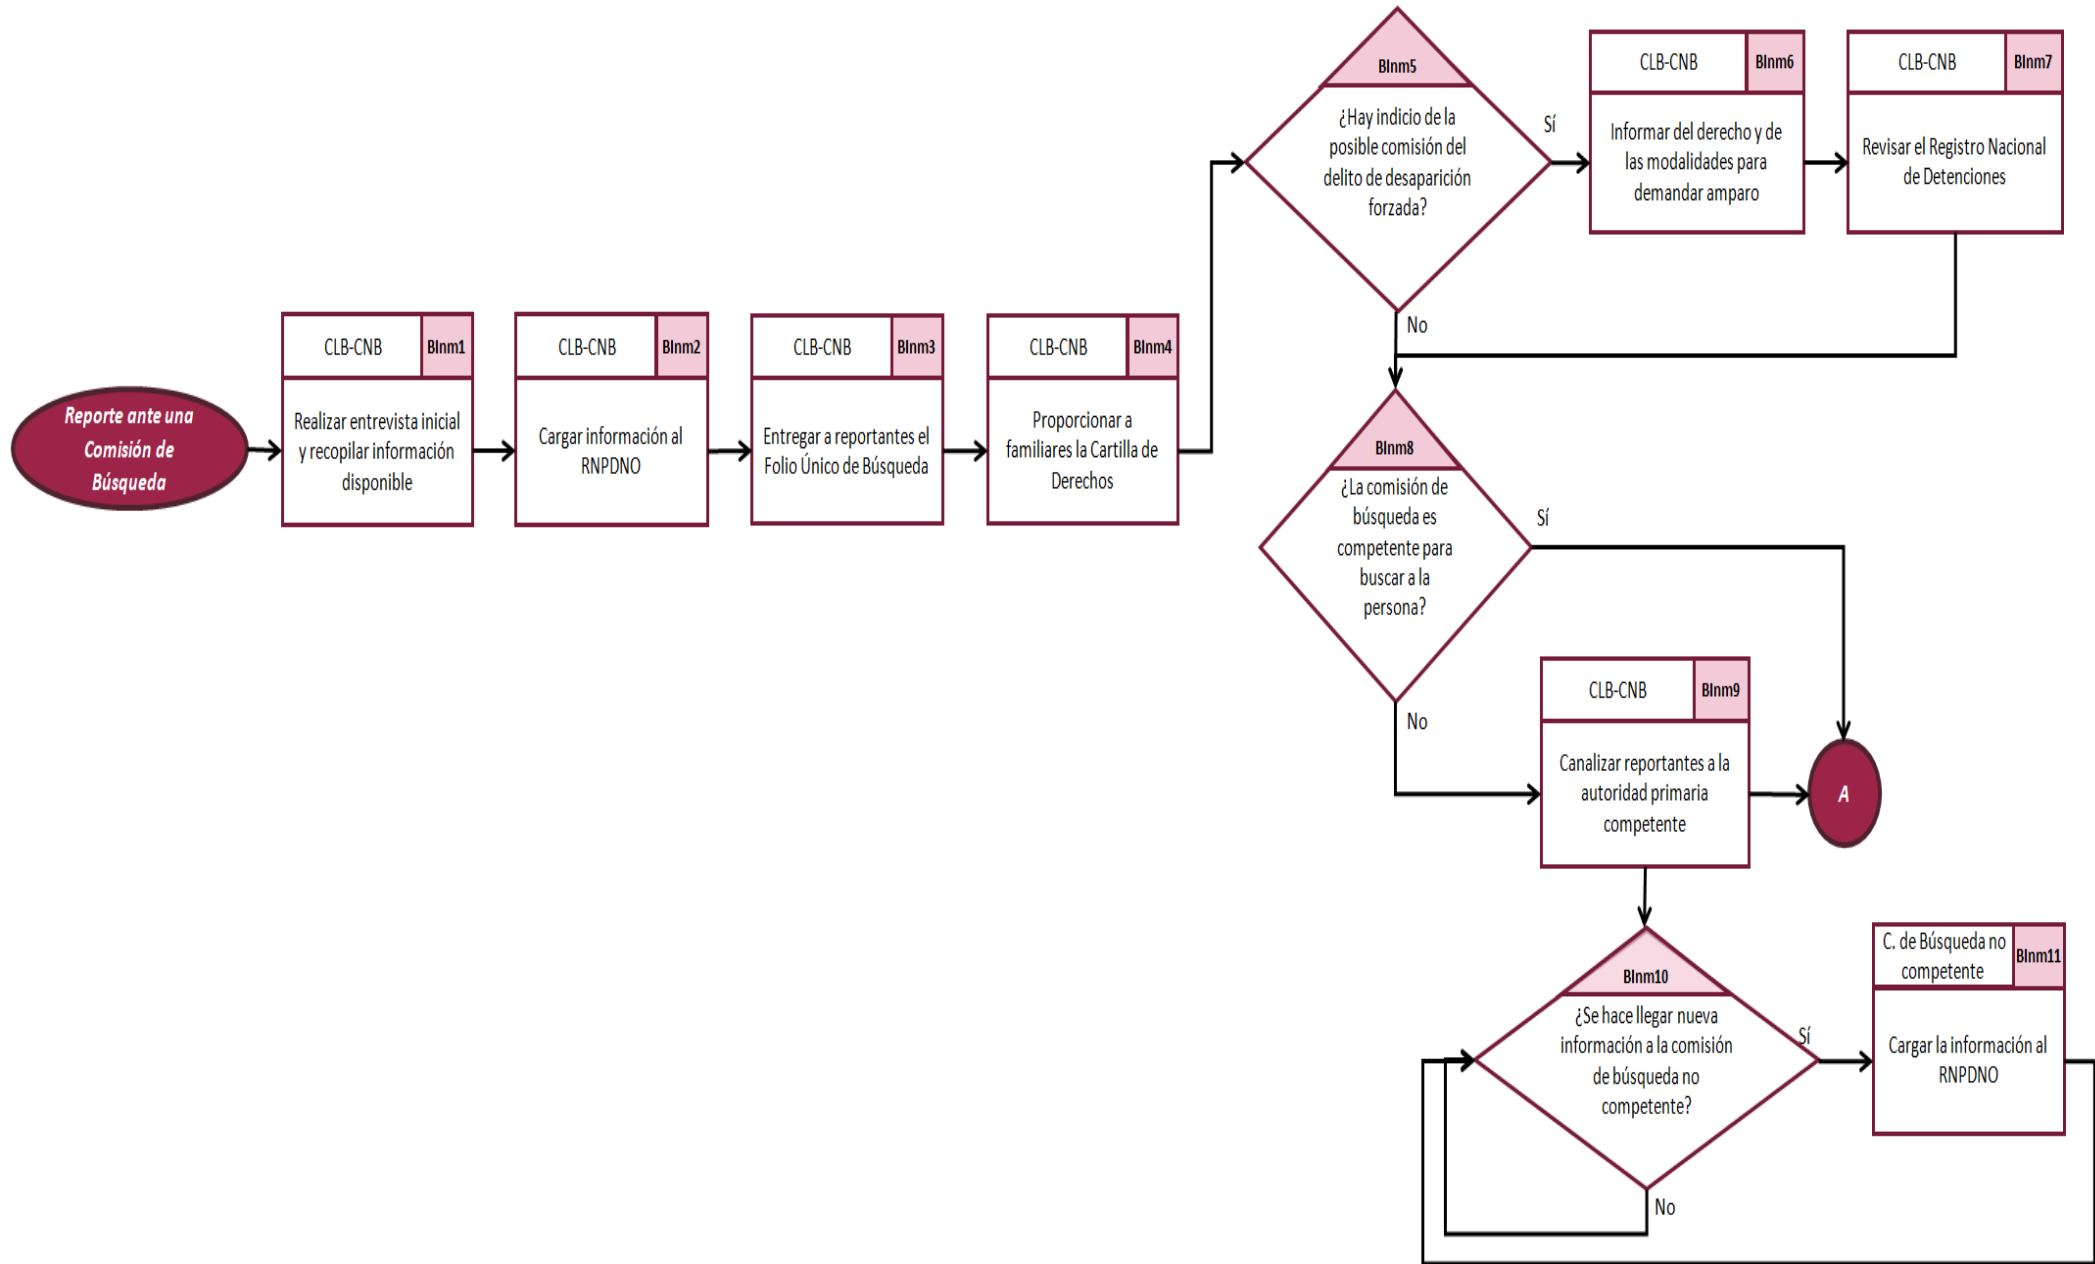 Reporte ante una
Comisión de
Búsqueda
CLB-CNB
BInm1
Realizar entrevista inicial
y recopilar información
disponible
CLB-CNB
BInm2
Cargar información al
RNPDNO
CLB-CNB
BInm3
Entregar a reportantes el
Folio Único de Búsqueda
CLB-CNB
BInm4
Proporcionar a
familiares la Cartilla de
Derechos
BInm5
¿Hay indicio de la
posible comisión del
delito de desaparición
forzada?
Sí
No
CLB-CNB
BInm6
Informar del derecho y de
las modalidades para
demandar amparo
CLB-CNB
BInm7
Revisar el Registro Nacional
de Detenciones
BInm8
¿La comisión de
búsqueda es
competente para
buscar a la
persona?
Sí
No
CLB-CNB
BInm9
Canalizar reportantes a la
autoridad primaria
competente
A
BInm10
¿Se hace llegar nueva
información a la comisión
de búsqueda no
competente?
Sí
No
C. de Búsqueda no
competente
BInm11
Cargar la información al
RNPDNO